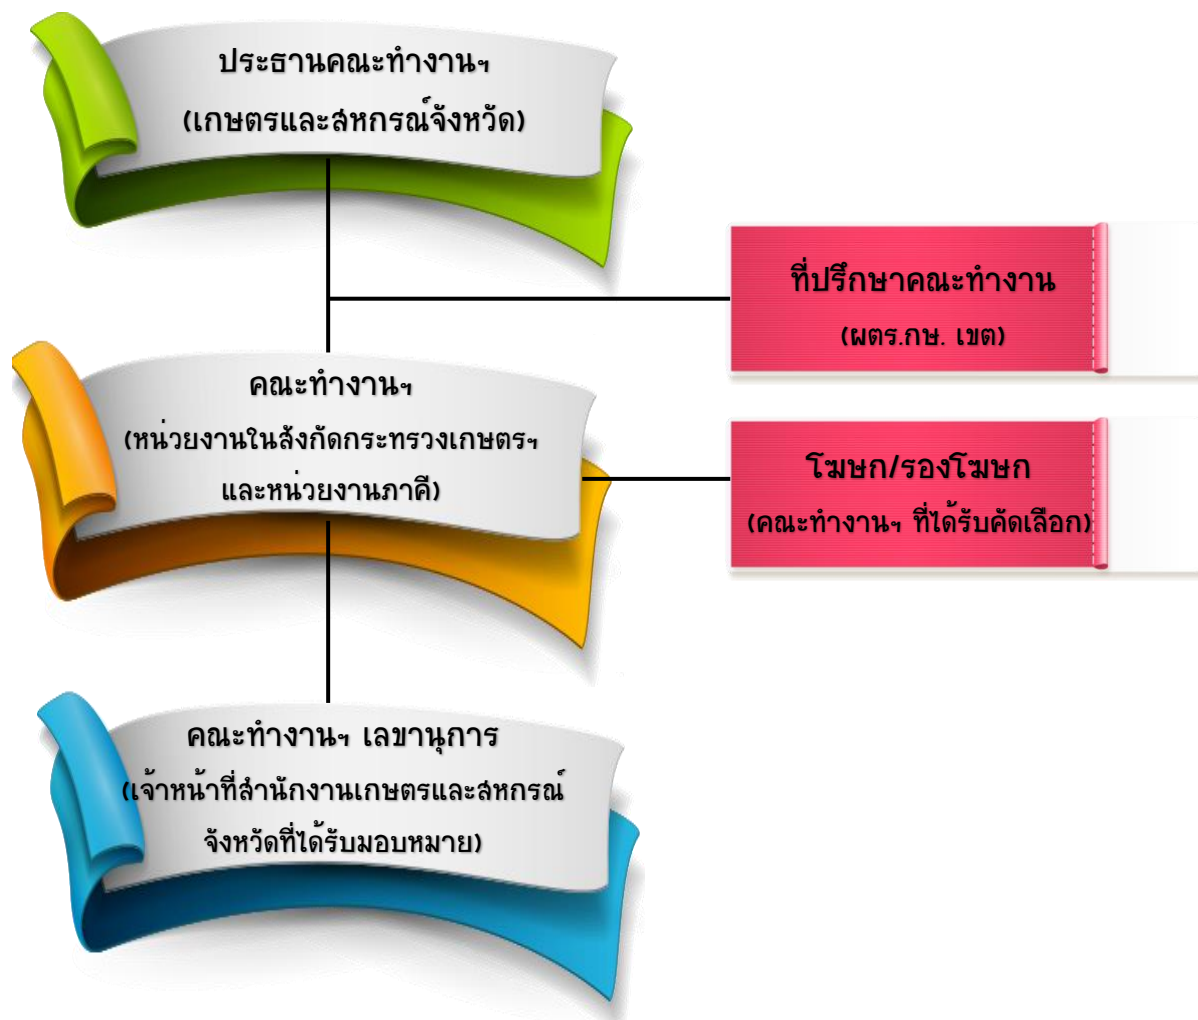 ประธานคณะทำงานฯ
(เกษตรและสหกรณ์จังหวัด)
ที่ปรึกษาคณะทำงาน
(ผตร.กษ. เขต)
คณะทำงานฯ
(หน่วยงานในสังกัดกระทรวงเกษตรฯ
และหน่วยงานภาคี)
โฆษก/รองโฆษก
(คณะทำงานฯ ที่ได้รับคัดเลือก)
คณะทำงานฯ เลขานุการ
(เจ้าหน้าที่สำนักงานเกษตรและสหกรณ์
จังหวัดที่ได้รับมอบหมาย)